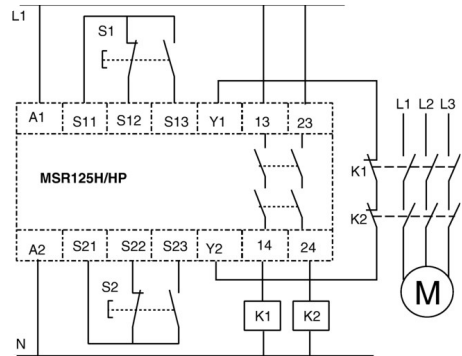 L1
S1
A1
S11
S12
S13
Y1
13
23
L1 L2 L3
MSR125H/HP
K1
K2
A2
S21
S22
S23
Y2
14
24
S2
K1
K2
M
N